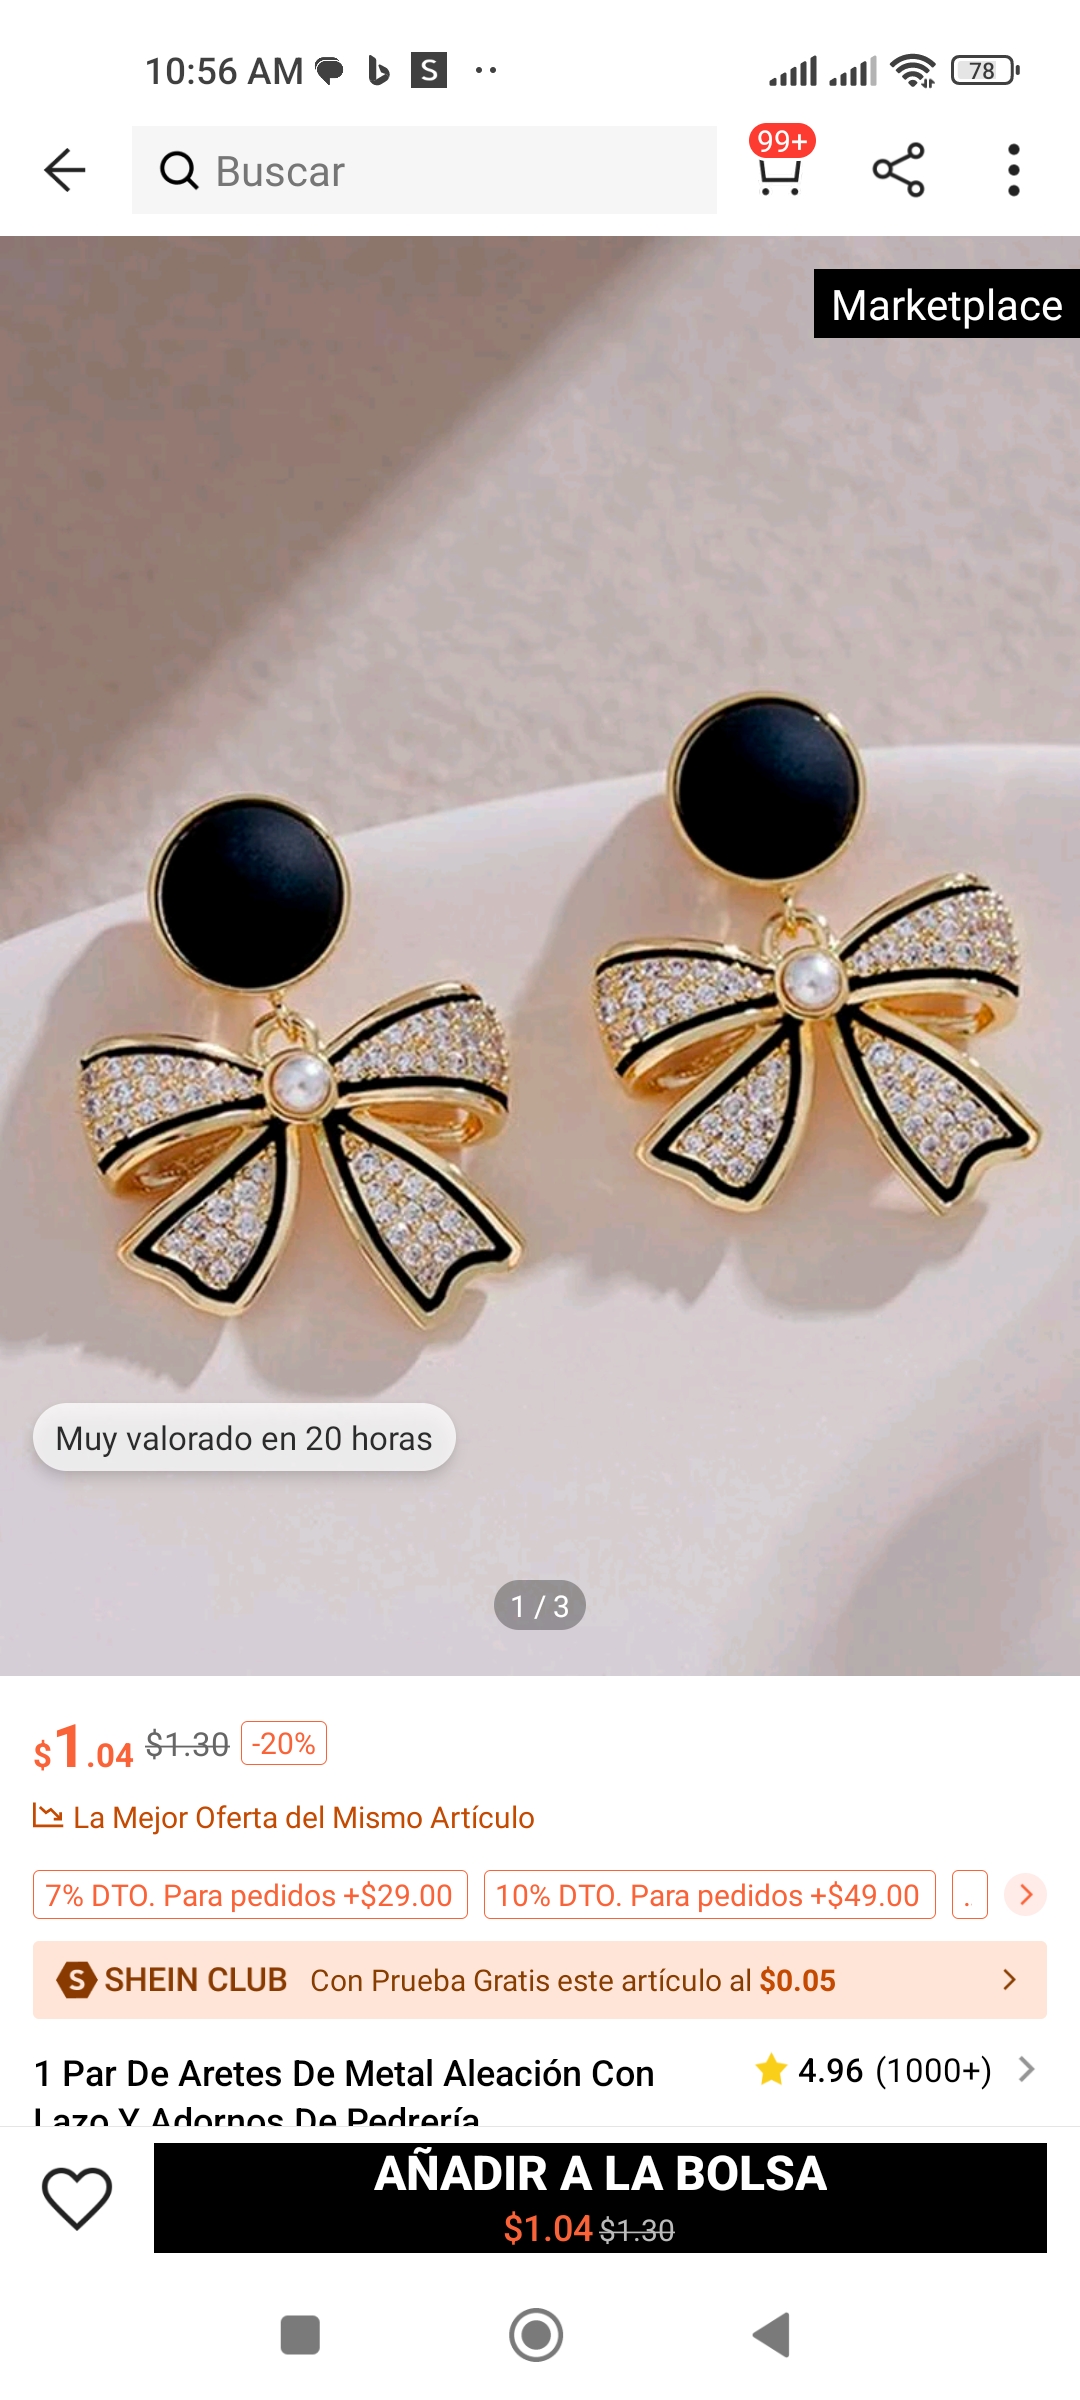 10:56 AM
S
78
Buscar
99+
Marketplace
Muy valorado en 20 horas
1 / 3
$1.04 $1.30 -20%
La Mejor Oferta del Mismo Artículo
7% DTO. Para pedidos +$29.00
10% DTO. Para pedidos +$49.00
S SHEIN CLUB Con Prueba Gratis este artículo al $0.05
1 Par De Aretes De Metal Aleación Con
4.96 (1000+)
Lazo Y Adornos De Pedrería
AÑADIR A LA BOLSA
$1.04 $1.30